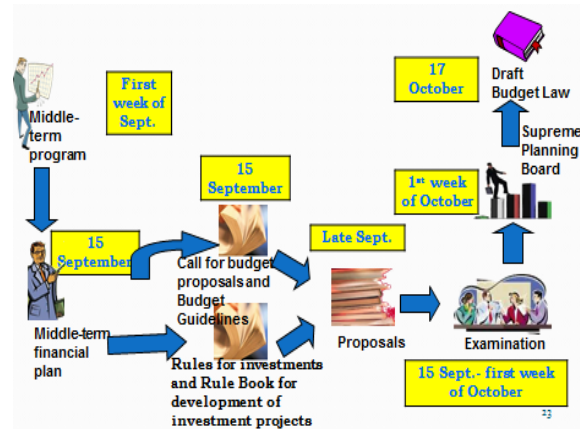 First
week of
Sept.
Middle-
term
program
15
September
Middle-term
financial
plan
15
September
Call for budget
proposals and
Budget
Guidelines
Rules for investments
and Rule Book for
development of
investment projects
Late Sept.
Proposals
Examination
15 Sept.- first week
of October
1st week
of October
Supreme
Planning
Board
17
October
Draft
Budget Law
23